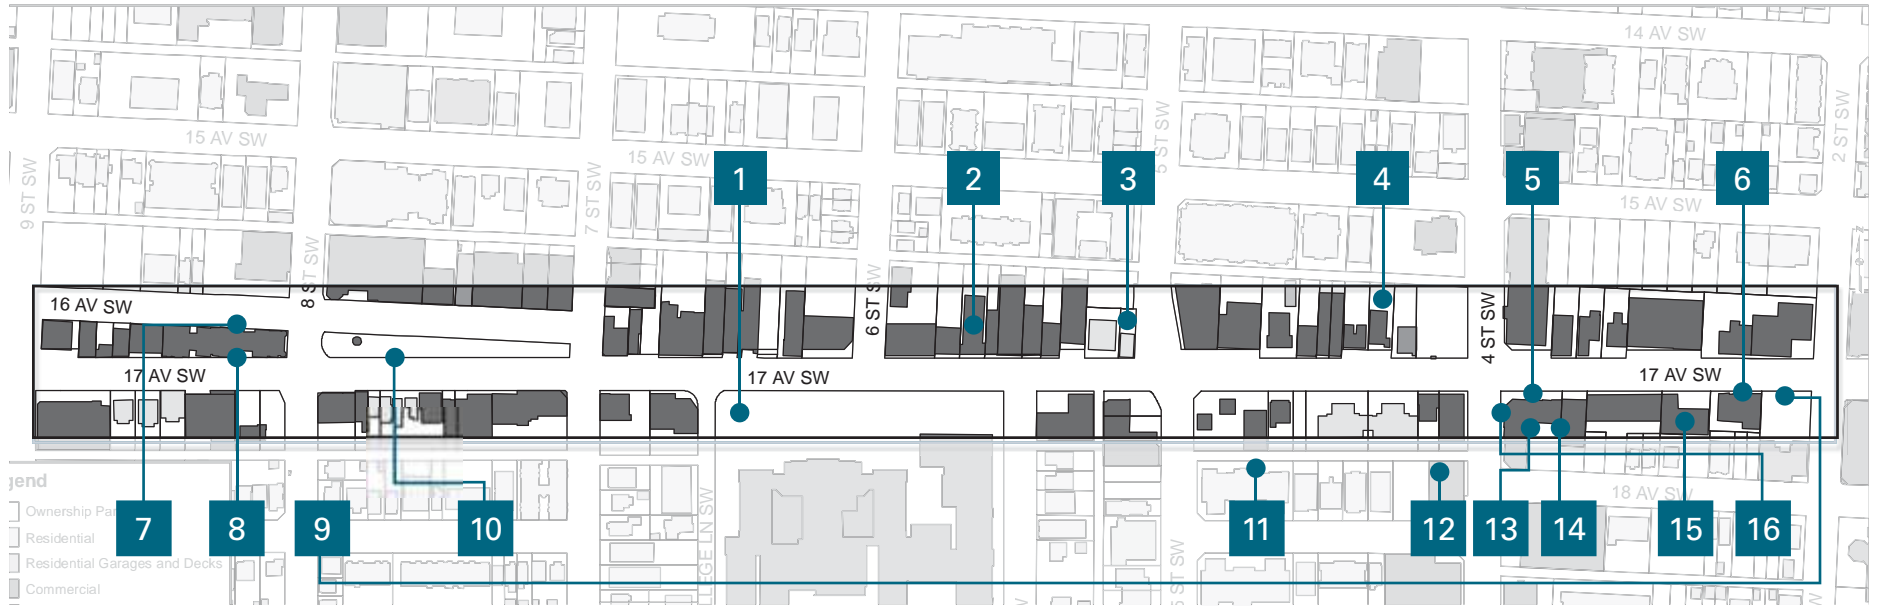 14 AV SW
15 AV SW
15 AV SW
15 AV SW
9 ST SW
8 ST SW
7 ST SW
6 ST SW
5 ST SW
4 ST SW
2 ST SW
1
2
3
4
5
6
16 AV SW
17 AV SW
17 AV SW
17 AV SW
18 AV SW
5 ST SW
7
8
9
10
11
12
13
14
15
16
Residential
Residential Garages and Decks
Commercial